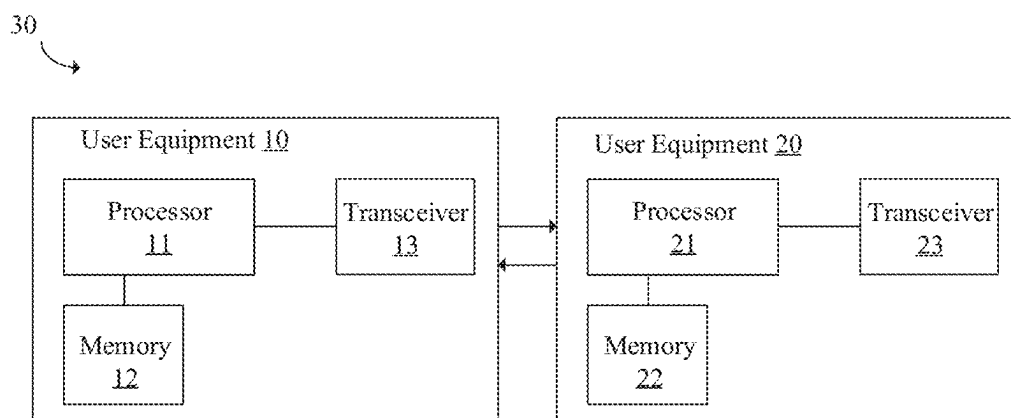 30
User Equipment 10
Processor
11
Transceiver
13
Memory
12
User Equipment 20
Processor
21
Transceiver
23
Memory
22